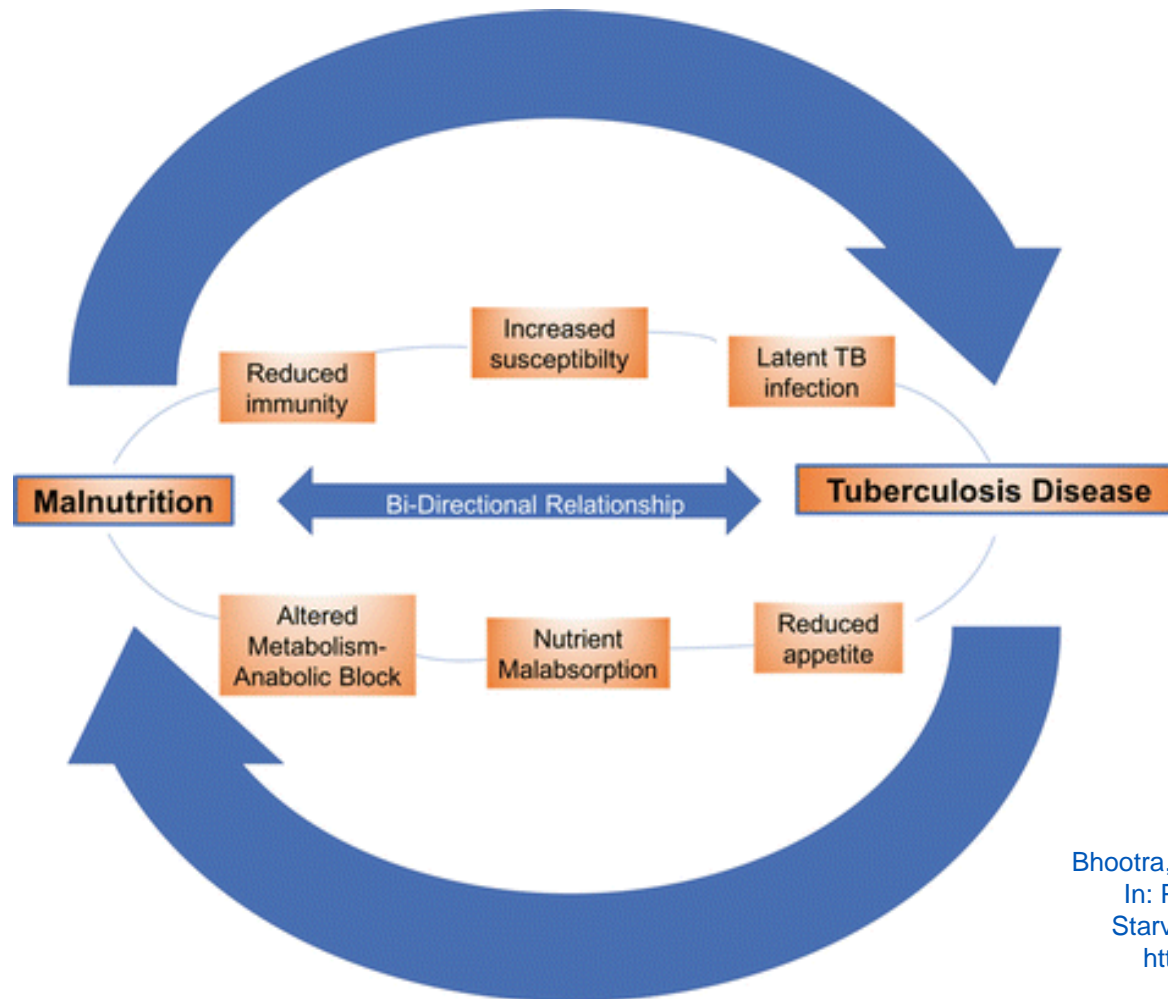 Increased
susceptibilty
Reduced
immunity
Latent TB
infection
Malnutrition
Bi-Directional Relationship
Tuberculosis Disease
Altered
Metabolism-
Anabolic Block
Nutrient
Malabsorption
Reduced
appetite
Bhootra,
In:
Starv
htt